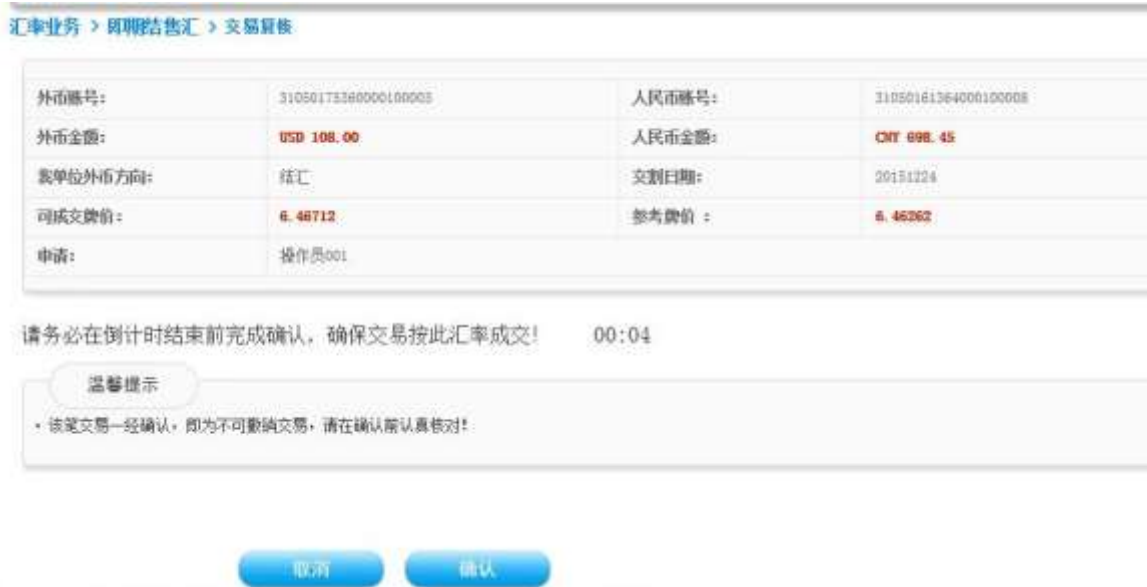 汇率业务 > 即期结售汇 > 交易复核
外币账号： 31050175360000100003 人民币账号： 31050161364000100008
外币金额： USD 108.00 人民币金额： CNY 698.45
我单位外币方向： 结汇 交割日期： 20151224
可成交牌价： 6.46712 参考牌价 ： 6.46262
申请： 操作员001
请务必在倒计时结束前完成确认，确保交易按此汇率成交! 00:04
温馨提示
· 该笔交易一经确认，即为不可撤销交易，请在确认前认真核对!
取消 确认